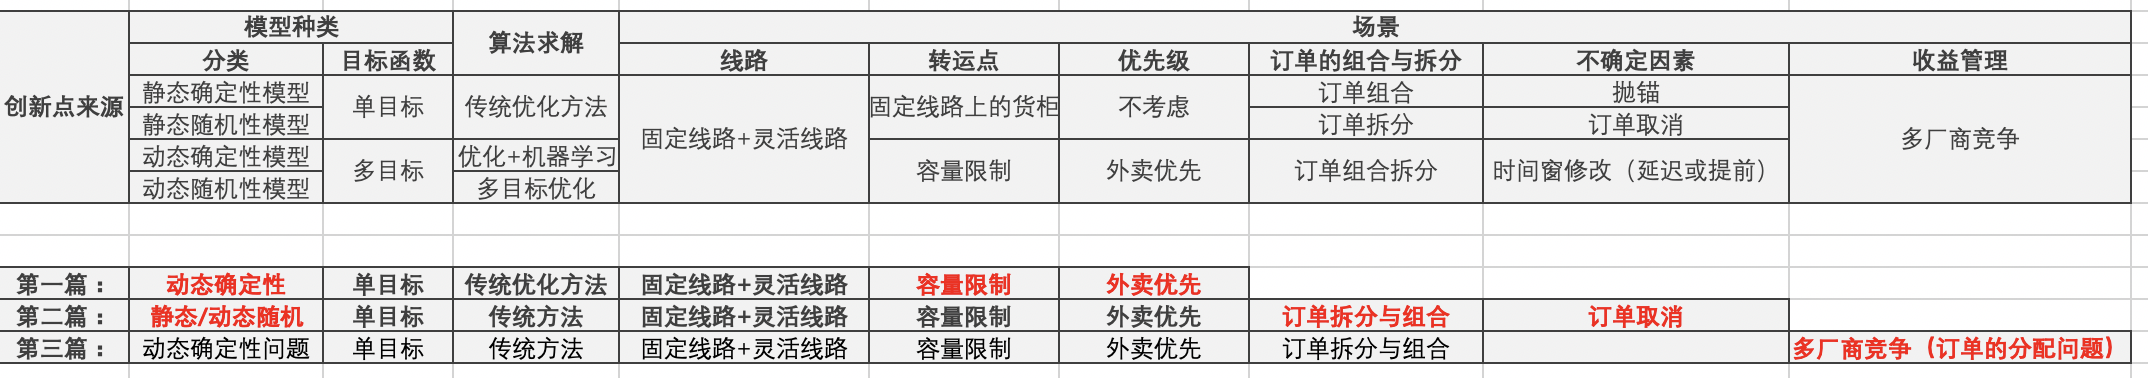 模型种类 算法求解 场景
分类 目标函数 线路 转运点 优先级 订单的组合与拆分 不确定因素 收益管理
创新点来源 静态确定性模型 单目标 传统优化方法 固定线路+灵活线路 固定线路上的货柜 不考虑 订单组合 抛锚 多厂商竞争
静态随机性模型 订单拆分 订单取消
动态确定性模型 多目标 优化+机器学习 容量限制 外卖优先 订单组合拆分 时间窗修改（延迟或提前）
动态随机性模型 多目标优化
第一篇： 动态确定性 单目标 传统优化方法 固定线路+灵活线路 容量限制 外卖优先
第二篇： 静态/动态随机 单目标 传统方法 固定线路+灵活线路 容量限制 外卖优先 订单拆分与组合 订单取消
第三篇： 动态确定性问题 单目标 传统方法 固定线路+灵活线路 容量限制 外卖优先 订单拆分与组合 多厂商竞争（订单的分配问题）